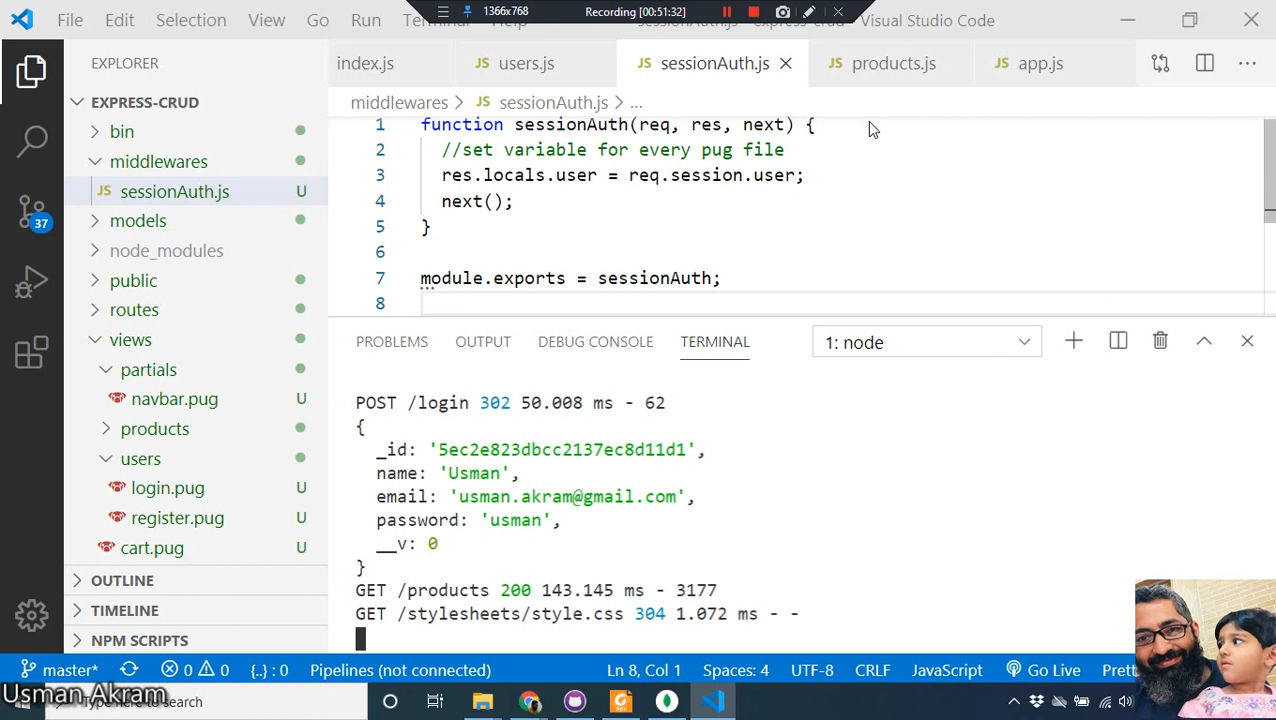 File Edit Selection View Go Run Terminal Help
1366x768 Recording [00:51:32]
Visual Studio Code
EXPLORER
EXPRESS-CRUD
bin
middlewares
JS sessionAuth.js U
models
node_modules
public
routes
views
partials
navbar.pug U
products
users
login.pug U
register.pug U
cart.pug U
OUTLINE
TIMELINE
NPM SCRIPTS
37
index.js
JS users.js
JS sessionAuth.js
JS products.js
JS app.js
middlewares > JS sessionAuth.js > ...
1 function sessionAuth(req, res, next) {
2 //set variable for every pug file
3 res.locals.user = req.session.user;
4 next();
5 }
6
7 module.exports = sessionAuth;
8
PROBLEMS OUTPUT DEBUG CONSOLE TERMINAL 1: node
POST /login 302 50.008 ms - 62
{
_id: '5ec2e823dbcc2137ec8d11d1',
name: 'Usman',
email: 'usman.akram@gmail.com',
password: 'usman',
__v: 0
}
GET /products 200 143.145 ms - 3177
GET /stylesheets/style.css 304 1.072 ms - -
master* 0 0 {..} : 0 Pipelines (not connected) Ln 8, Col 1 Spaces: 4 UTF-8 CRLF JavaScript Go Live
Usman Akram
here to search